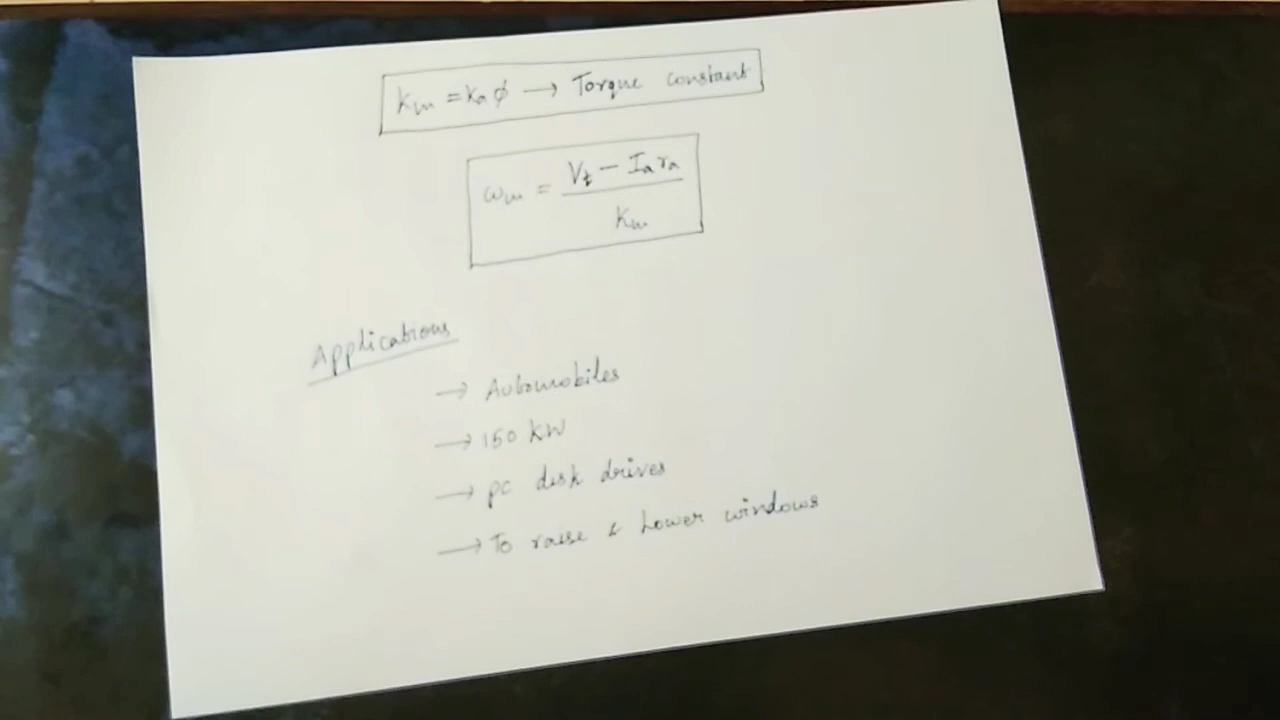 Km = Ka φ → Torque constant
ωm = (Vt − Ia ra) / Km
Applications
→ Automobiles
→ 150 KW
→ pc disk drives
→ To raise & Lower windows